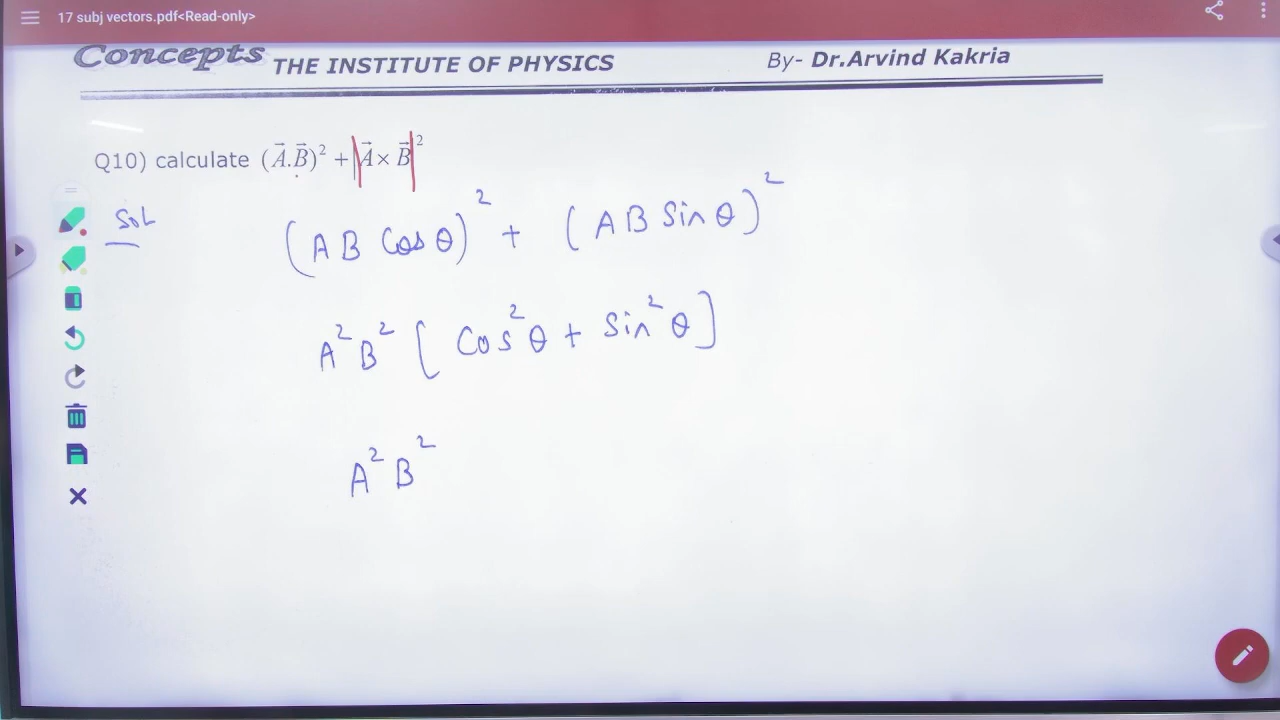 17 subj vectors.pdf<Read-only>
Concepts THE INSTITUTE OF PHYSICS By- Dr.Arvind Kakria
Q10) calculate (A⃗.B⃗)² + |A⃗ × B⃗|²
Sol
(AB Cos θ)² + (AB Sin θ)²
A²B² [Cos²θ + Sin²θ]
A²B²